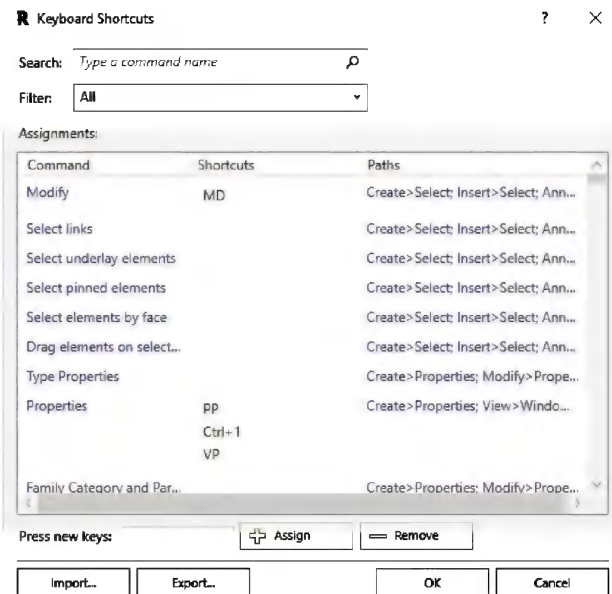 R Keyboard Shortcuts ? ×
Search: Type a command name
Filter: All
Assignments:
Command Shortcuts Paths
Modify MD Create>Select; Insert>Select; Ann...
Select links Create>Select; Insert>Select; Ann...
Select underlay elements Create>Select; Insert>Select; Ann...
Select pinned elements Create>Select; Insert>Select; Ann...
Select elements by face Create>Select; Insert>Select; Ann...
Drag elements on select... Create>Select; Insert>Select; Ann...
Type Properties Create>Properties; Modify>Prope...
Properties pp Create>Properties; View>Windo...
Ctrl+1
VP
Family Category and Par... Create>Properties; Modify>Prope...
Press new keys: Assign Remove
Import... Export... OK Cancel